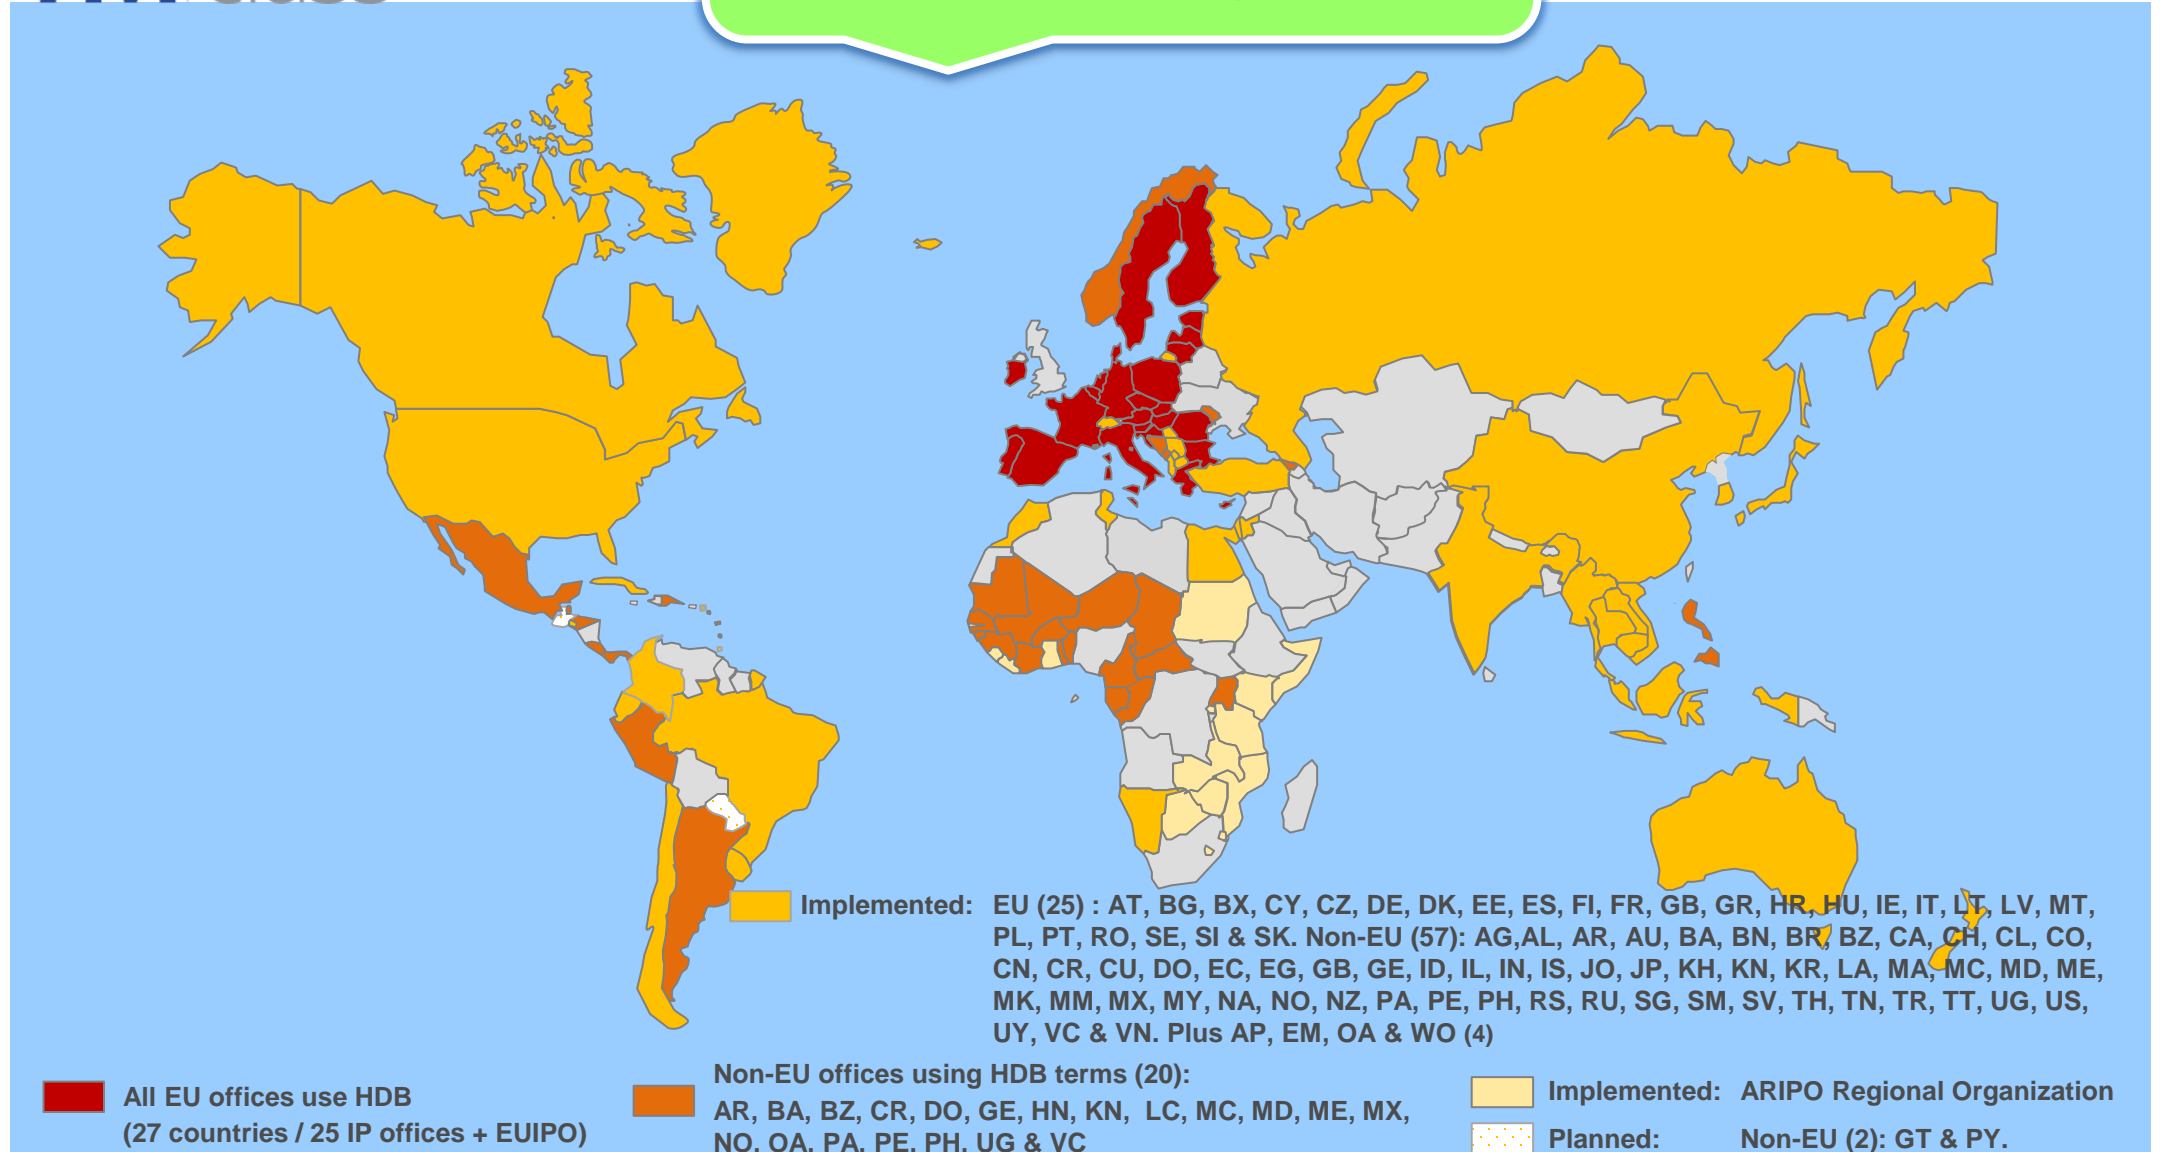 Implemented: EU (25) : AT, BG, BX, CY, CZ, DE, DK, EE, ES, FI, FR, GB, GR, HR, HU, IE, IT, LT, LV, MT,
PL, PT, RO, SE, SI & SK. Non-EU (57): AG,AL, AR, AU, BA, BN, BR, BZ, CA, CH, CL, CO,
CN, CR, CU, DO, EC, EG, GB, GE, ID, IL, IN, IS, JO, JP, KH, KN, KR, LA, MA, MC, MD, ME,
MK, MM, MX, MY, NA, NO, NZ, PA, PE, PH, RS, RU, SG, SM, SV, TH, TN, TR, TT, UG, US,
UY, VC & VN. Plus AP, EM, OA & WO (4)
All EU offices use HDB
(27 countries / 25 IP offices + EUIPO)
Non-EU offices using HDB terms (20):
AR, BA, BZ, CR, DO, GE, HN, KN, LC, MC, MD, ME, MX,
NO, OA, PA, PE, PH, UG & VC
Implemented: ARIPO Regional Organization
Planned: Non-EU (2): GT & PY.